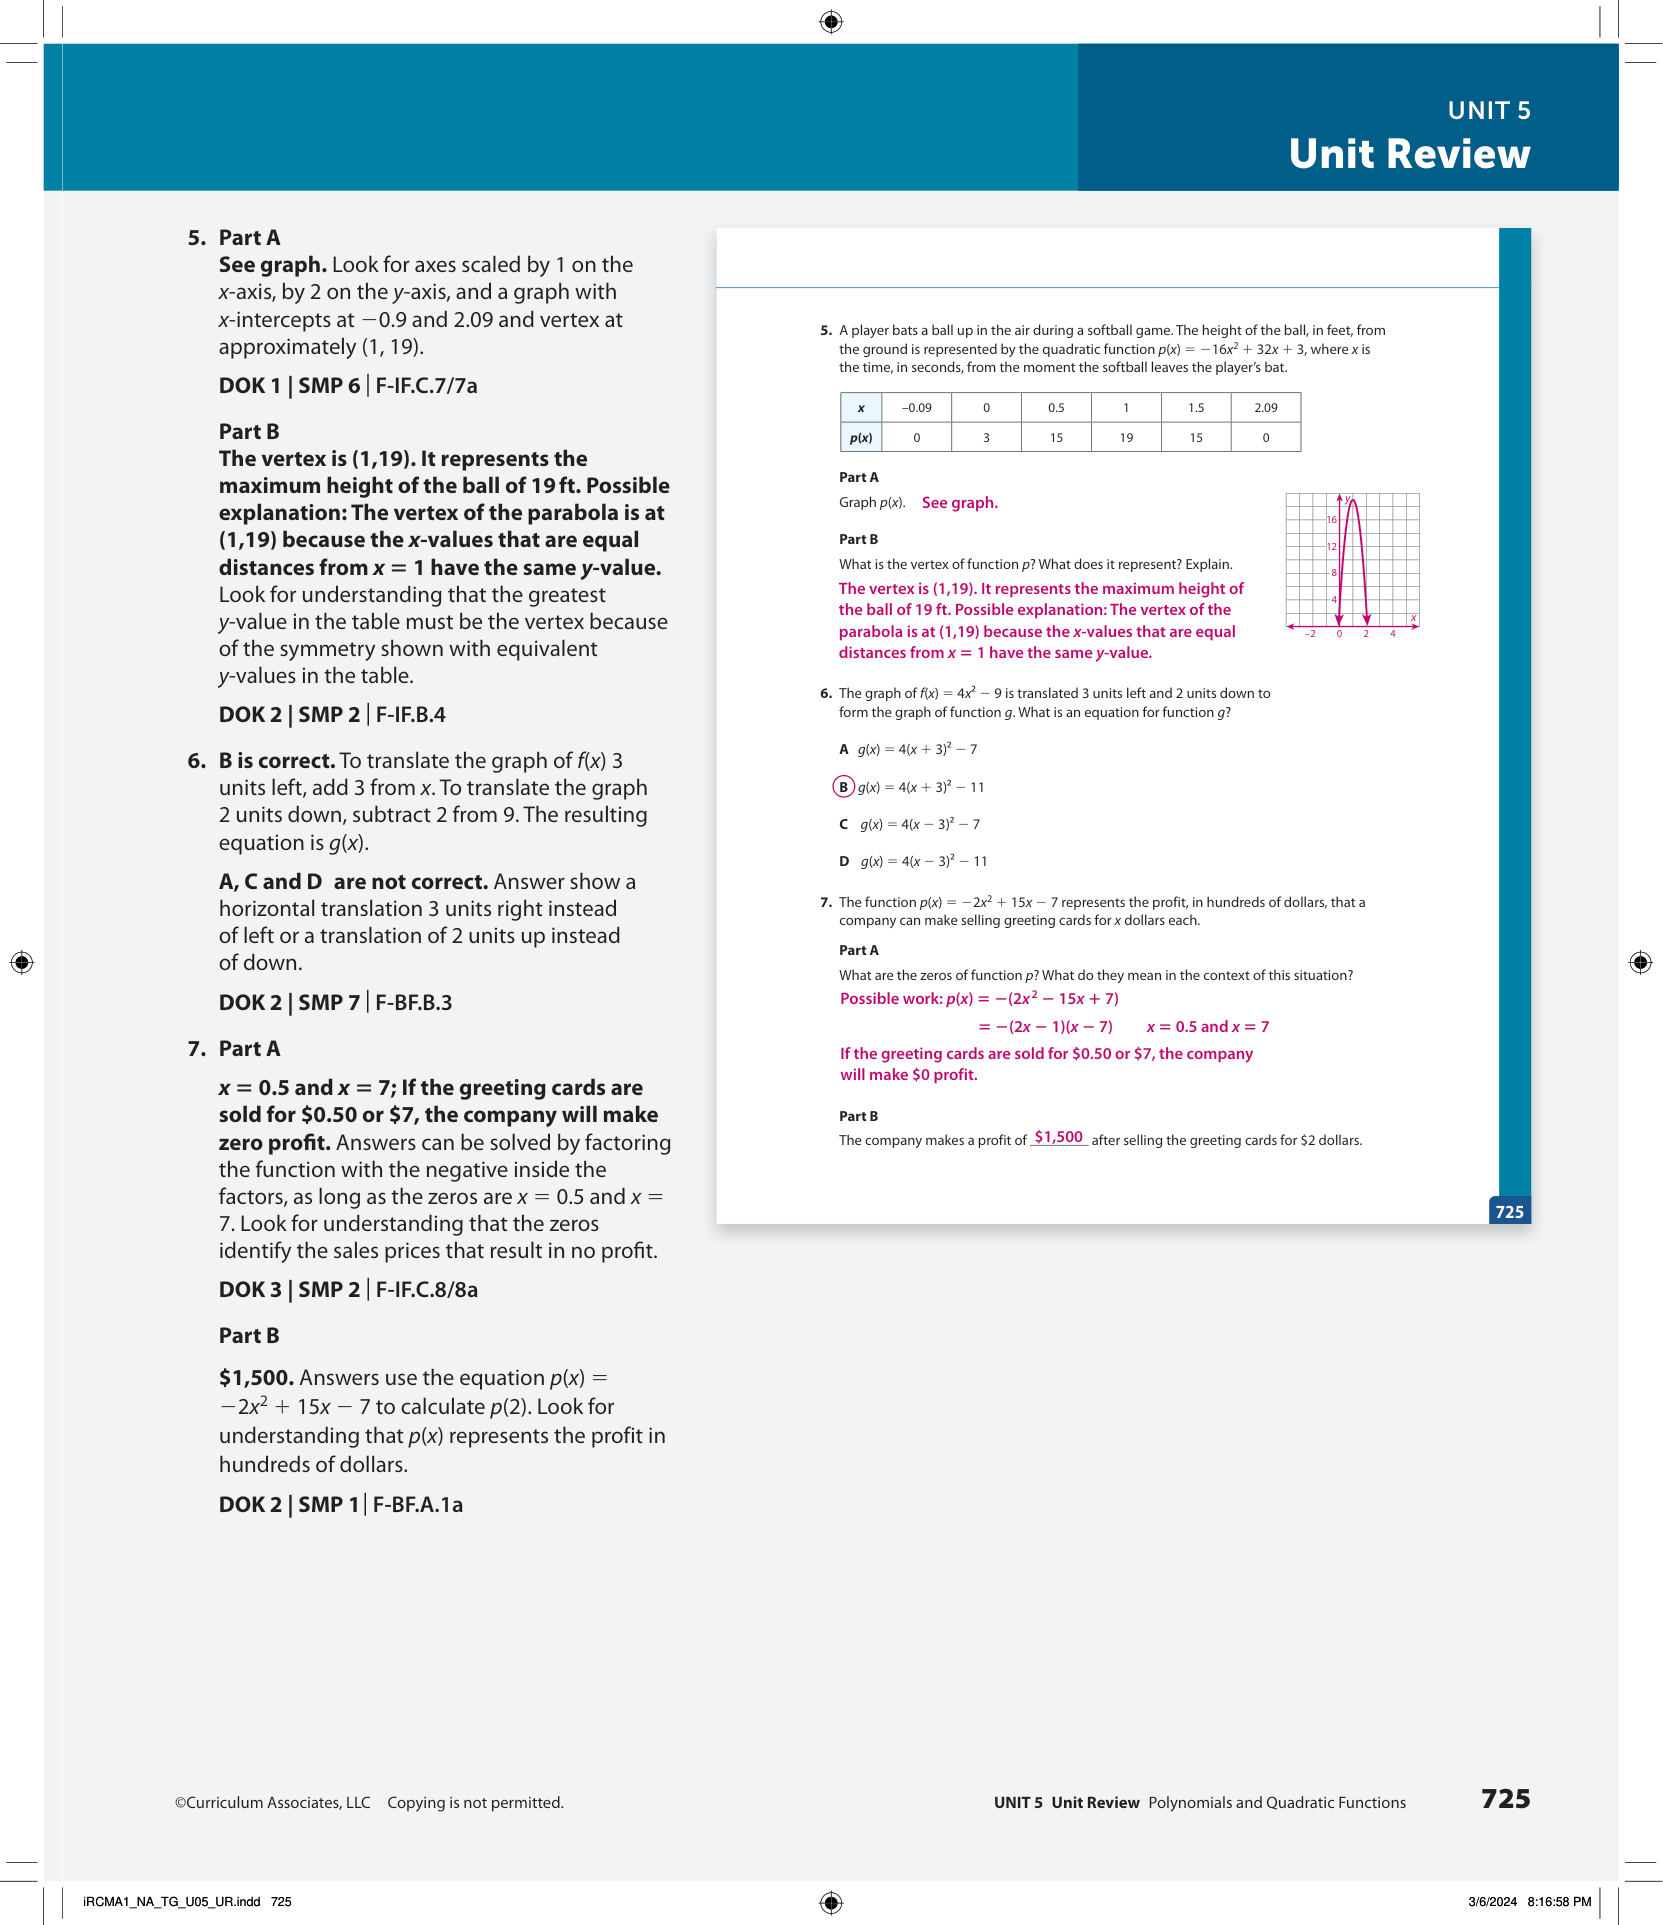 UNIT 5
Unit Review
5. Part A
See graph. Look for axes scaled by 1 on the
x-axis, by 2 on the y-axis, and a graph with
x-intercepts at −0.9 and 2.09 and vertex at
approximately (1, 19).
DOK 1 | SMP 6 | F-IF.C.7/7a
Part B
The vertex is (1,19). It represents the
maximum height of the ball of 19 ft. Possible
explanation: The vertex of the parabola is at
(1,19) because the x-values that are equal
distances from x = 1 have the same y-value.
Look for understanding that the greatest
y-value in the table must be the vertex because
of the symmetry shown with equivalent
y-values in the table.
DOK 2 | SMP 2 | F-IF.B.4
6. B is correct. To translate the graph of f(x) 3
units left, add 3 from x. To translate the graph
2 units down, subtract 2 from 9. The resulting
equation is g(x).
A, C and D are not correct. Answer show a
horizontal translation 3 units right instead
of left or a translation of 2 units up instead
of down.
DOK 2 | SMP 7 | F-BF.B.3
7. Part A
x = 0.5 and x = 7; If the greeting cards are
sold for $0.50 or $7, the company will make
zero profit. Answers can be solved by factoring
the function with the negative inside the
factors, as long as the zeros are x = 0.5 and x =
7. Look for understanding that the zeros
identify the sales prices that result in no profit.
DOK 3 | SMP 2 | F-IF.C.8/8a
Part B
$1,500. Answers use the equation p(x) =
−2x² + 15x − 7 to calculate p(2). Look for
understanding that p(x) represents the profit in
hundreds of dollars.
DOK 2 | SMP 1 | F-BF.A.1a
5. A player bats a ball up in the air during a softball game. The height of the ball, in feet, from
the ground is represented by the quadratic function p(x) = −16x² + 32x + 3, where x is
the time, in seconds, from the moment the softball leaves the player's bat.
x –0.09 0 0.5 1 1.5 2.09
p(x) 0 3 15 19 15 0
Part A
Graph p(x). See graph.
Part B
What is the vertex of function p? What does it represent? Explain.
The vertex is (1,19). It represents the maximum height of
the ball of 19 ft. Possible explanation: The vertex of the
parabola is at (1,19) because the x-values that are equal
distances from x = 1 have the same y-value.
y
16
12
8
4
x
–2 0 2 4
6. The graph of f(x) = 4x² − 9 is translated 3 units left and 2 units down to
form the graph of function g. What is an equation for function g?
A g(x) = 4(x + 3)² − 7
B g(x) = 4(x + 3)² − 11
C g(x) = 4(x − 3)² − 7
D g(x) = 4(x − 3)² − 11
7. The function p(x) = −2x² + 15x − 7 represents the profit, in hundreds of dollars, that a
company can make selling greeting cards for x dollars each.
Part A
What are the zeros of function p? What do they mean in the context of this situation?
Possible work: p(x) = −(2x² − 15x + 7)
= −(2x − 1)(x − 7) x = 0.5 and x = 7
If the greeting cards are sold for $0.50 or $7, the company
will make $0 profit.
Part B
The company makes a profit of $1,500 after selling the greeting cards for $2 dollars.
725
©Curriculum Associates, LLC Copying is not permitted.
UNIT 5 Unit Review Polynomials and Quadratic Functions 725
iRCMA1_NA_TG_U05_UR.indd 725
3/6/2024 8:16:58 PM